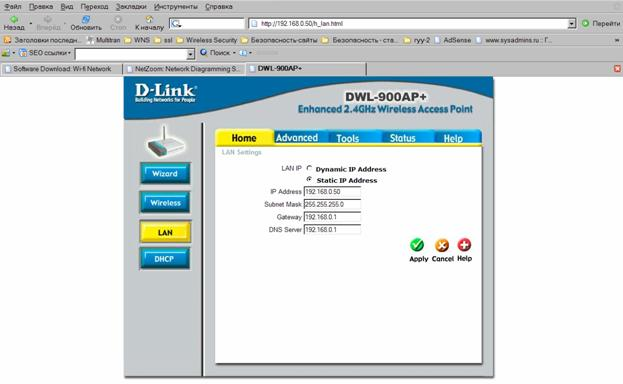 Файл Правка Вид Переход Закладки Инструменты Справка
Назад Вперёд Обновить Стоп К началу http://192.168.0.50/h_lan.html Перейти
Заголовки последн... Multitran WNS ssl Wireless Security Безопасность-сайты Безопасность - ста... ryy-2 AdSense www.sysadmins.ru :: Г...
SEO ссылки Поиск
Software Download: Wi-fi Network NetZoom: Network Diagramming S... DWL-900AP+
D-Link
Building Networks for People
DWL-900AP+
Enhanced 2.4GHz Wireless Access Point
Home Advanced Tools Status Help
LAN Settings
Wizard
Wireless
LAN
DHCP
LAN IP Dynamic IP Address
Static IP Address
IP Address 192.168.0.50
Subnet Mask 255.255.255.0
Gateway 192.168.0.1
DNS Server 192.168.0.1
Apply Cancel Help